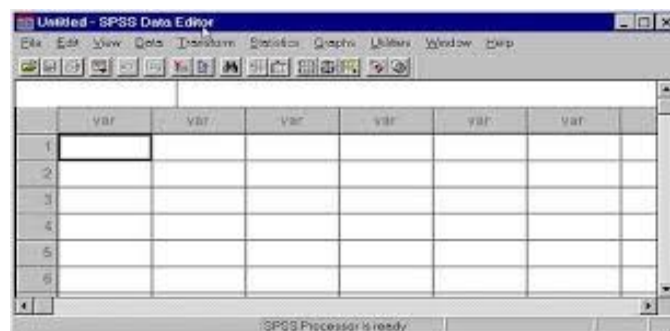 Untitled - SPSS Data Editor
File Edit View Data Transform Statistics Graphs Utilities Window Help
var var var var var var
1
2
3
4
5
6
SPSS Processor is ready